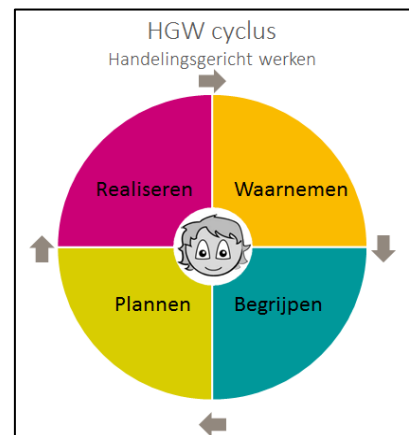 HGW cyclus
Handelingsgericht werken
Realiseren
Waarnemen
Plannen
Begrijpen